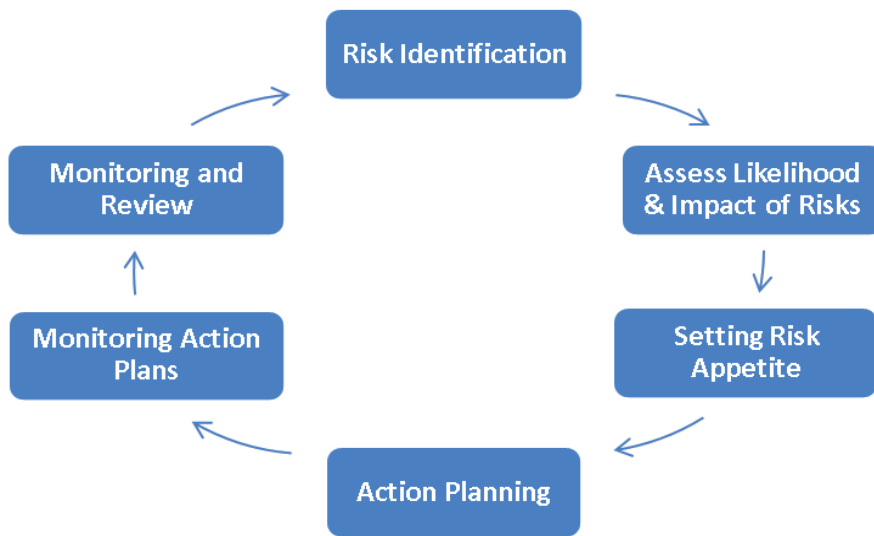 Risk Identification
Assess Likelihood
& Impact of Risks
Setting Risk
Appetite
Action Planning
Monitoring Action
Plans
Monitoring and
Review